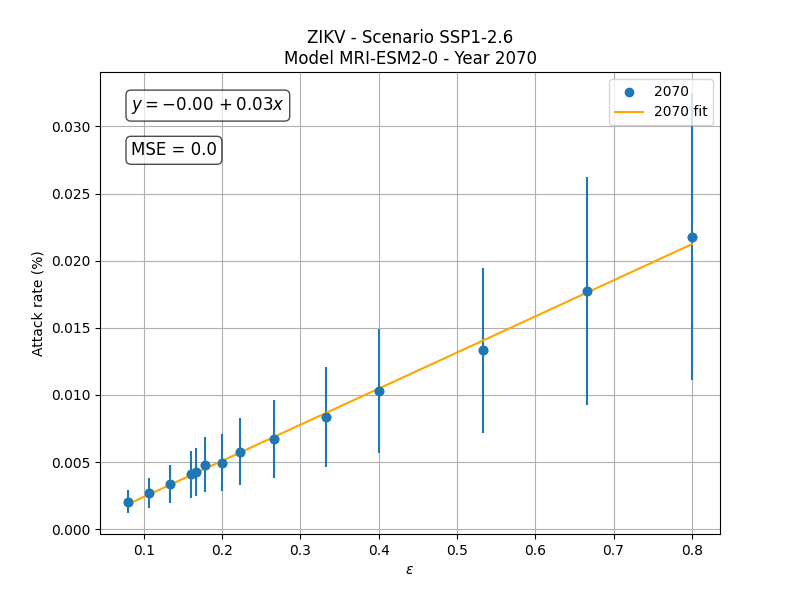 ZIKV - Scenario SSP1-2.6
Model MRI-ESM2-0 - Year 2070
y = −0.00 + 0.03x
MSE = 0.0
2070
2070 fit
Attack rate (%)
0.030
0.025
0.020
0.015
0.010
0.005
0.000
0.1 0.2 0.3 0.4 0.5 0.6 0.7 0.8
ε